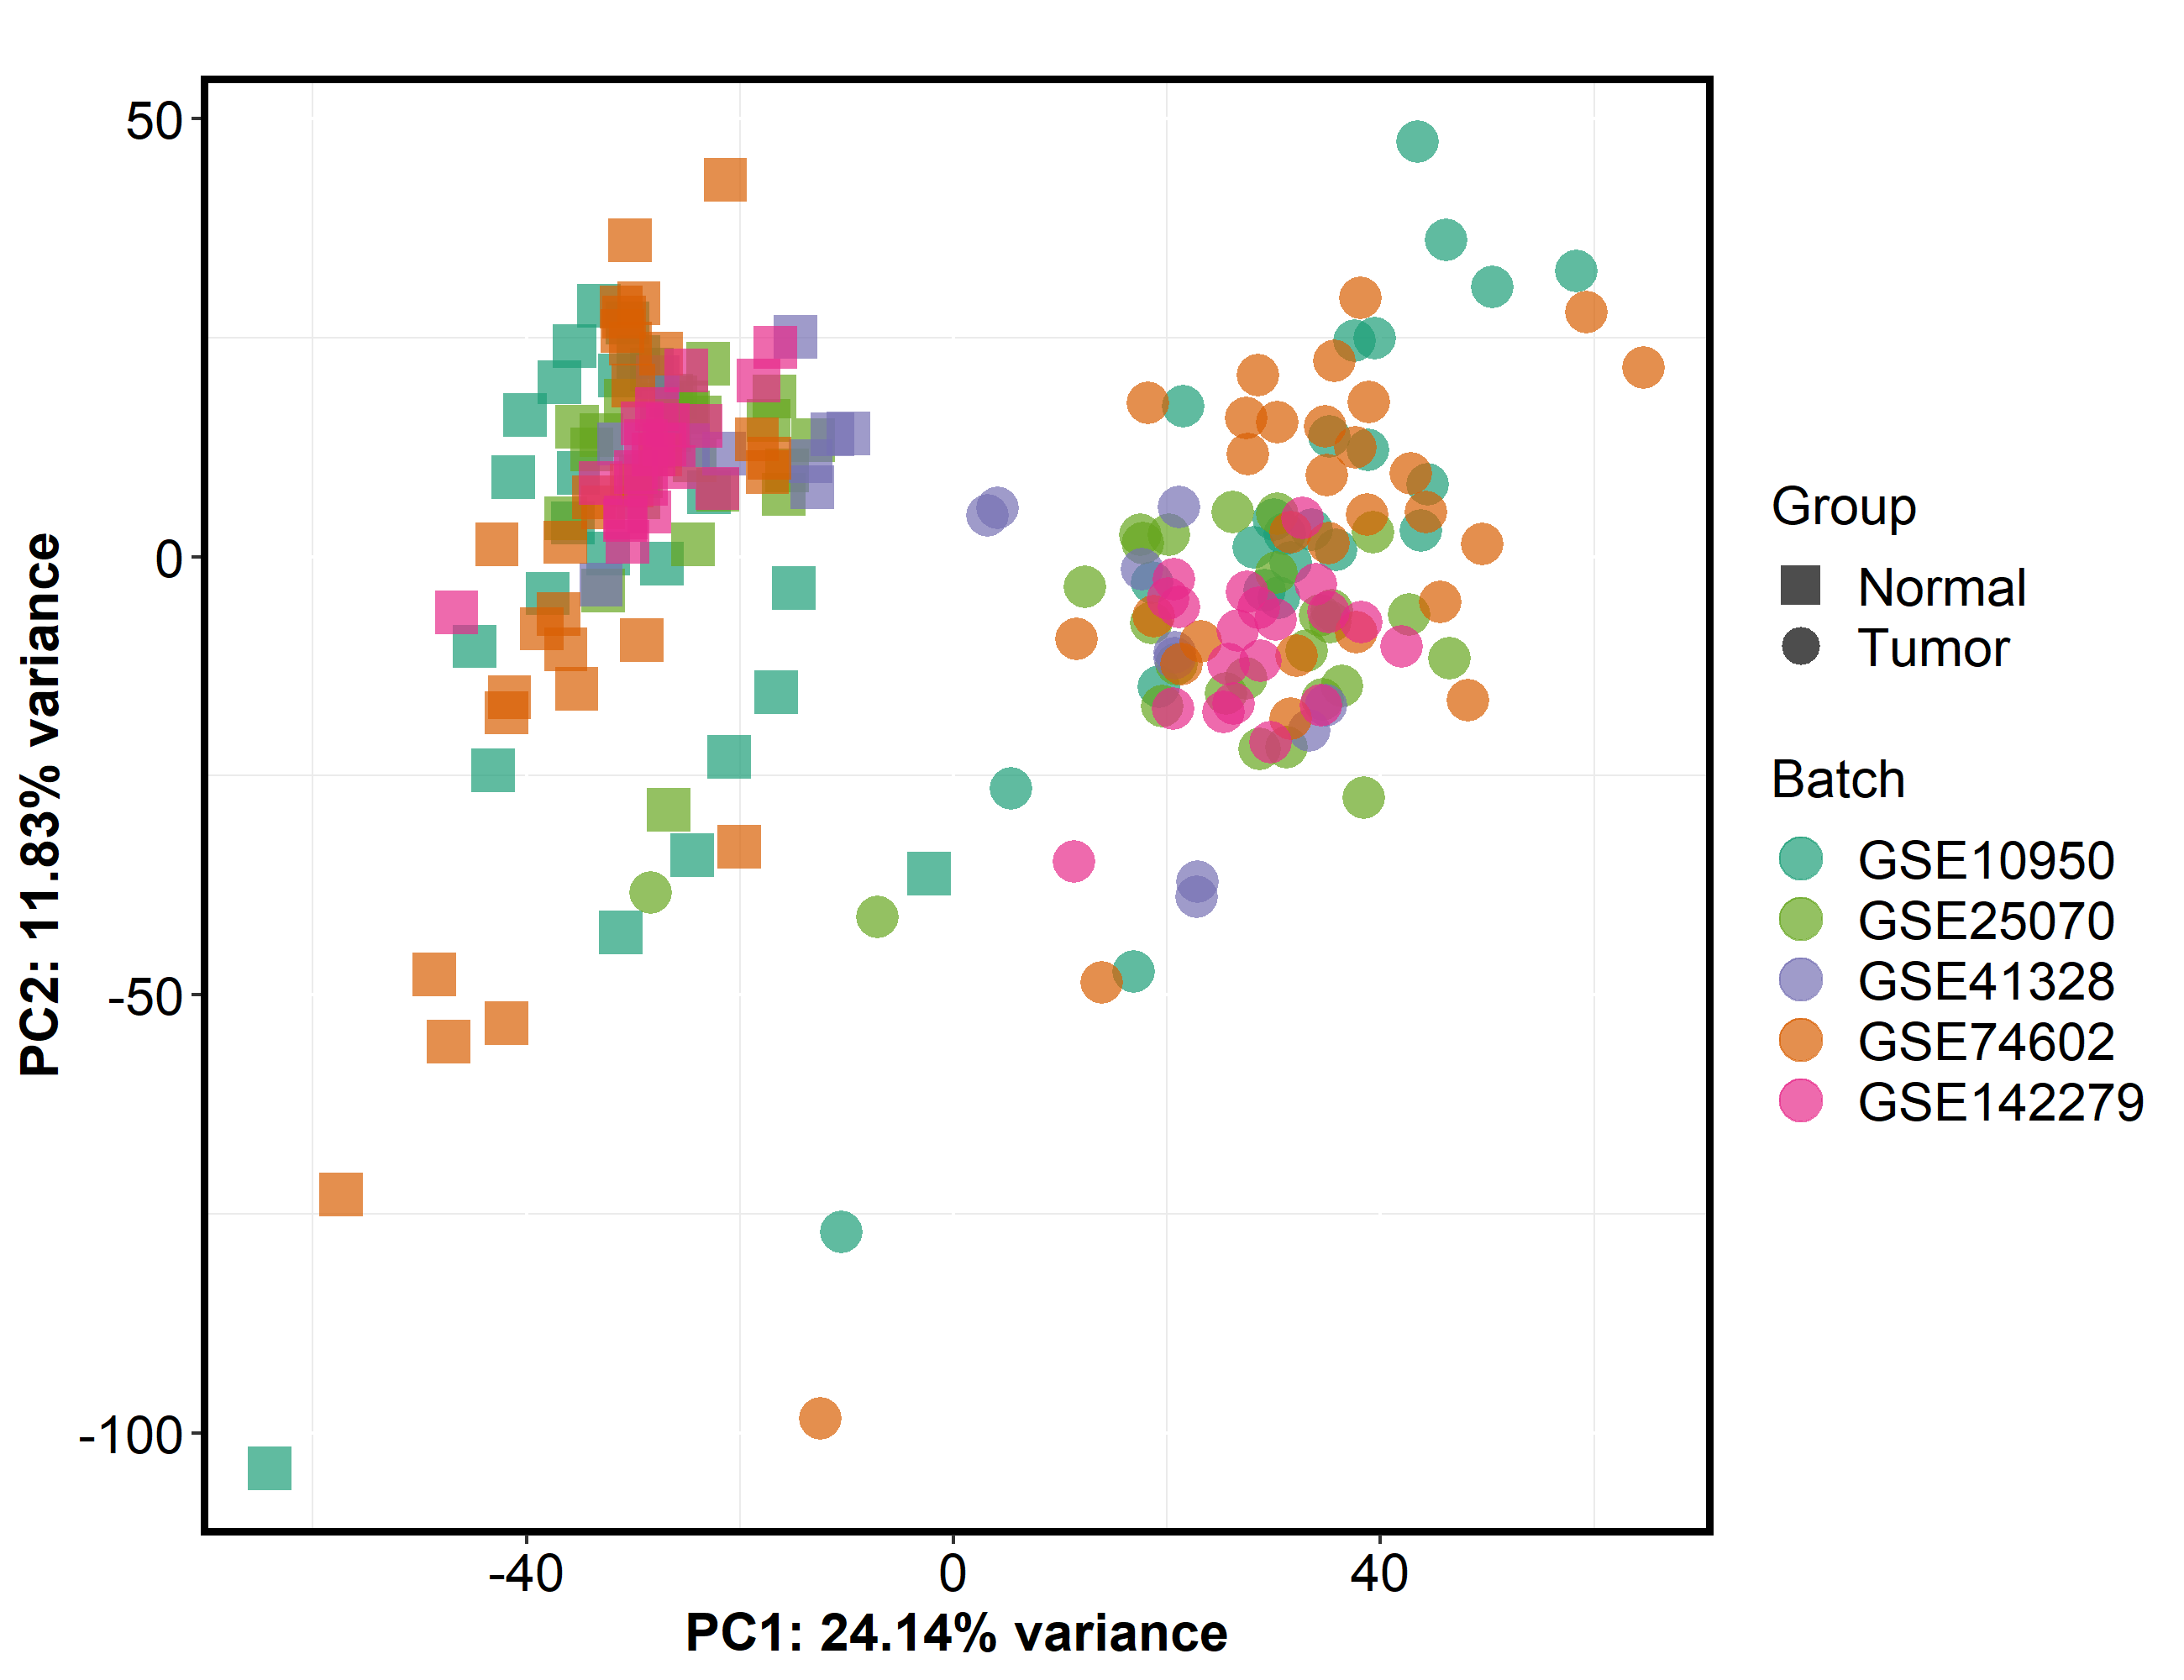 50
0
-50
-100
-40
0
40
PC1: 24.14% variance
PC2: 11.83% variance
Group
Normal
Tumor
Batch
GSE10950
GSE25070
GSE41328
GSE74602
GSE142279